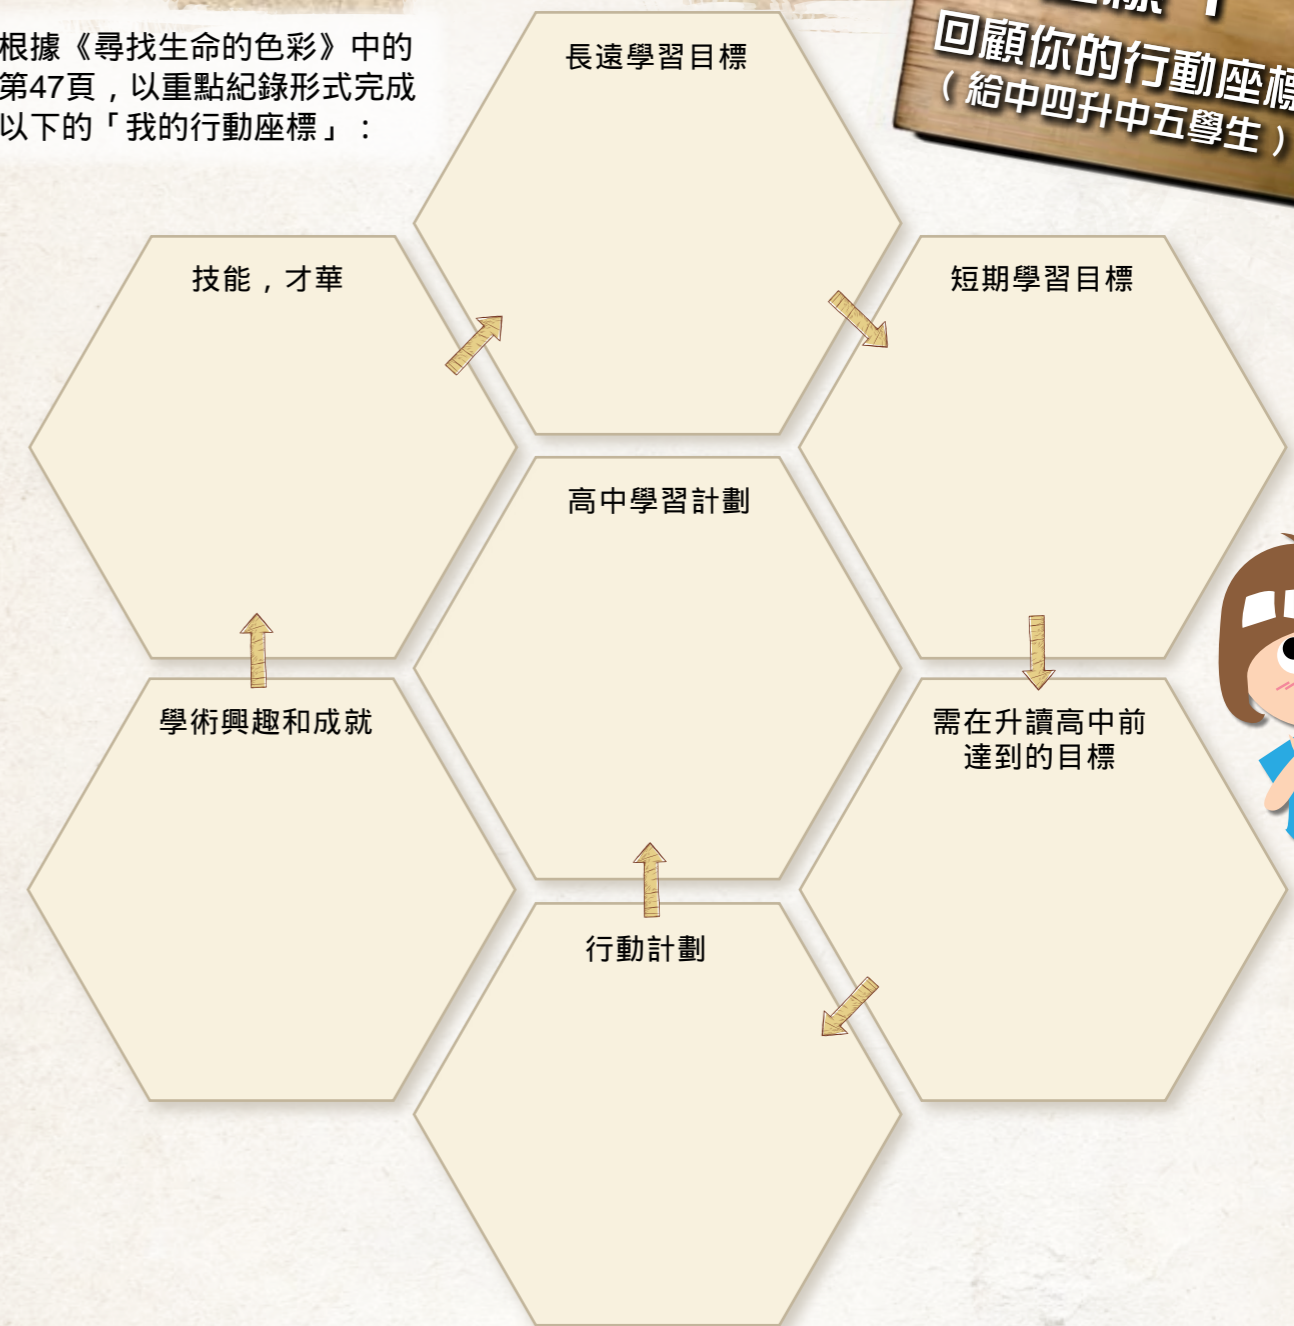 根據《尋找生命的色彩》中的
第47頁，以重點紀錄形式完成
以下的「我的行動座標」：
回顧你的行動座標
（給中四升中五學生）
長遠學習目標
技能，才華
短期學習目標
高中學習計劃
學術興趣和成就
需在升讀高中前
達到的目標
行動計劃